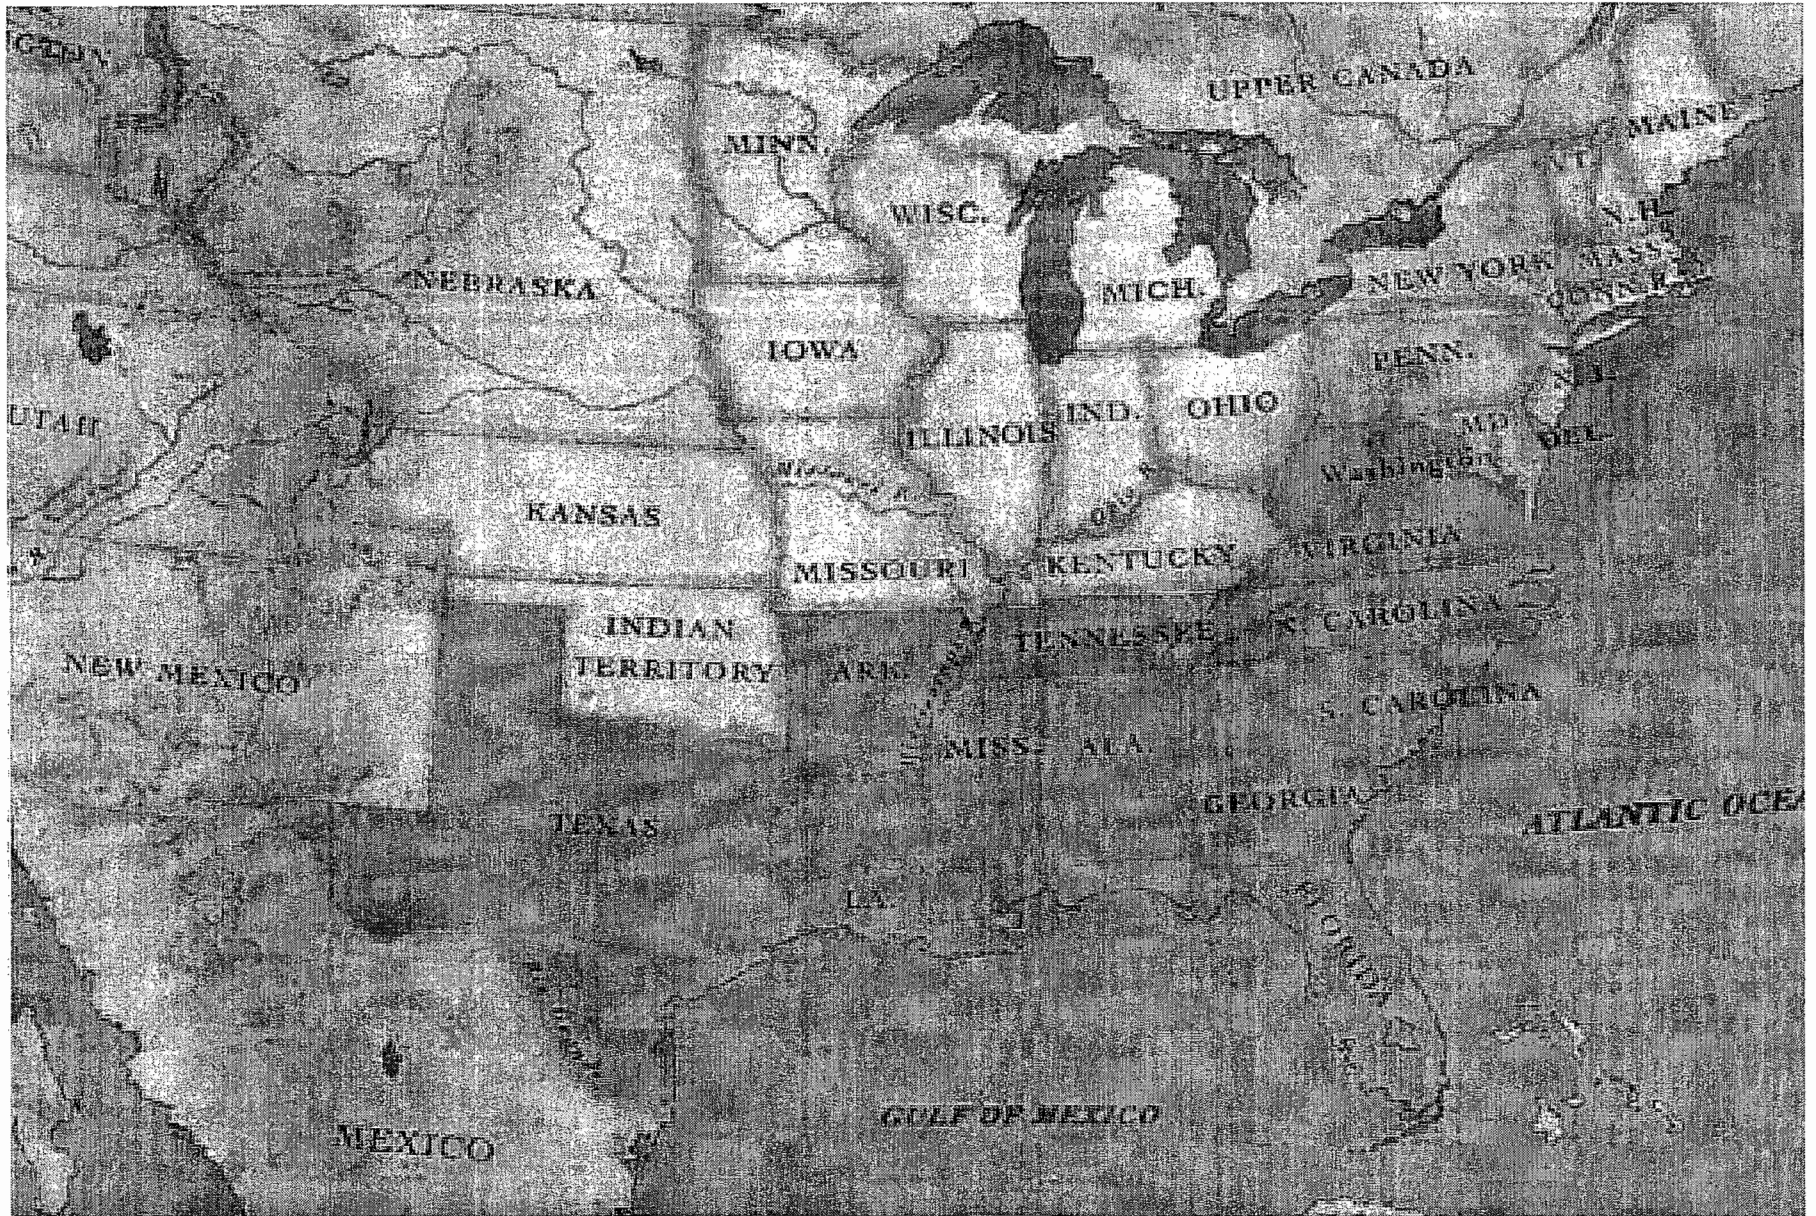 UPPER CANADA
MAINE
MINN.
VT.
WISC.
N.H.
NEBRASKA
MICH.
NEW YORK
MASS.
CONN.
IOWA
PENN.
N.J.
IND.
OHIO
UTAH
ILLINOIS
MD.
DEL.
Washington
KANSAS
Ohio
VIRGINIA
MISSOURI
KENTUCKY
INDIAN
TERRITORY
N. CAROLINA
TENNESSEE
NEW MEXICO
ARK.
S. CAROLINA
MISS.
ALA.
GEORGIA
ATLANTIC OCEA
TEXAS
LA.
FLORIDA
GULF OF MEXICO
MEXICO